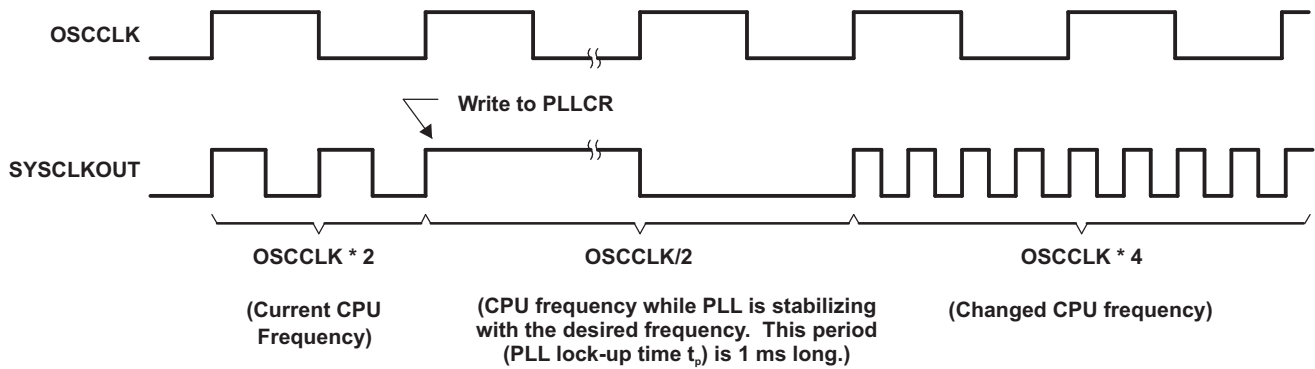 OSCCLK
Write to PLLCR
SYSCLKOUT
OSCCLK * 2
OSCCLK/2
OSCCLK * 4
(Current CPU
Frequency)
(CPU frequency while PLL is stabilizing
with the desired frequency. This period
(PLL lock-up time tp) is 1 ms long.)
(Changed CPU frequency)